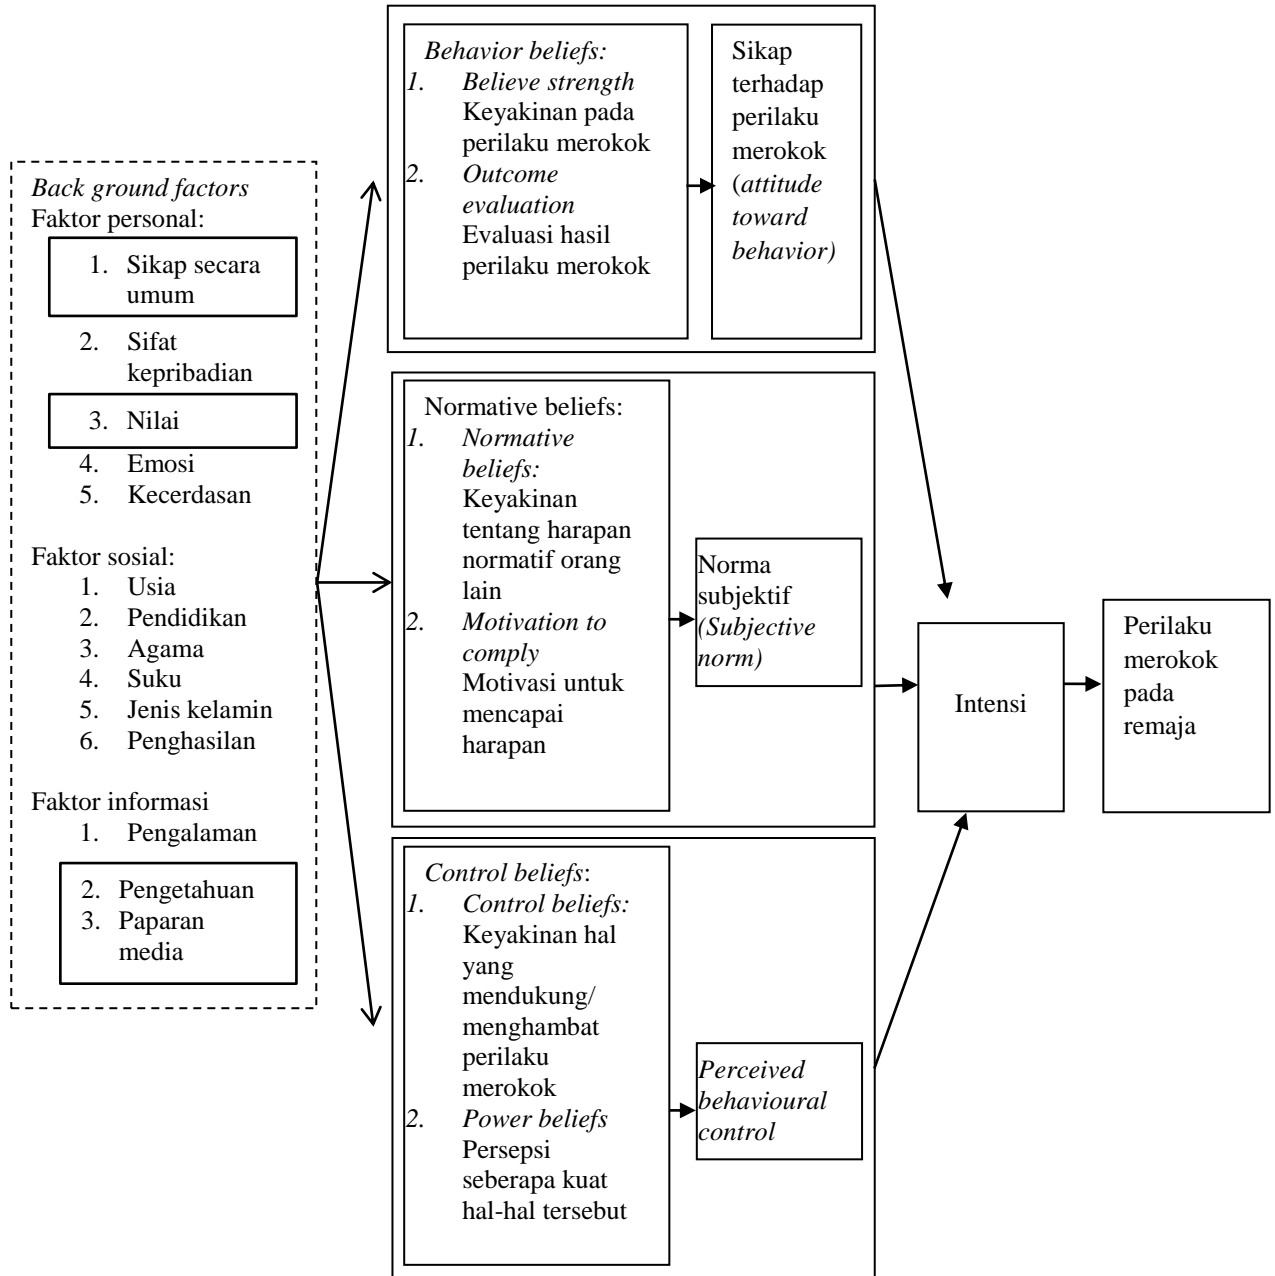 Back ground factors
Faktor personal:
1. Sikap secara
umum
2. Sifat
kepribadian
3. Nilai
4. Emosi
5. Kecerdasan
Faktor sosial:
1. Usia
2. Pendidikan
3. Agama
4. Suku
5. Jenis kelamin
6. Penghasilan
Faktor informasi
1. Pengalaman
2. Pengetahuan
3. Paparan
media
Behavior beliefs:
1. Believe strength
Keyakinan pada
perilaku merokok
2. Outcome
evaluation
Evaluasi hasil
perilaku merokok
Sikap
terhadap
perilaku
merokok
(attitude
toward
behavior)
Normative beliefs:
1. Normative
beliefs:
Keyakinan
tentang harapan
normatif orang
lain
2. Motivation to
comply
Motivasi untuk
mencapai
harapan
Norma
subjektif
(Subjective
norm)
Control beliefs:
1. Control beliefs:
Keyakinan hal
yang
mendukung/
menghambat
perilaku
merokok
2. Power beliefs
Persepsi
seberapa kuat
hal-hal tersebut
Perceived
behavioural
control
Intensi
Perilaku
merokok
pada
remaja